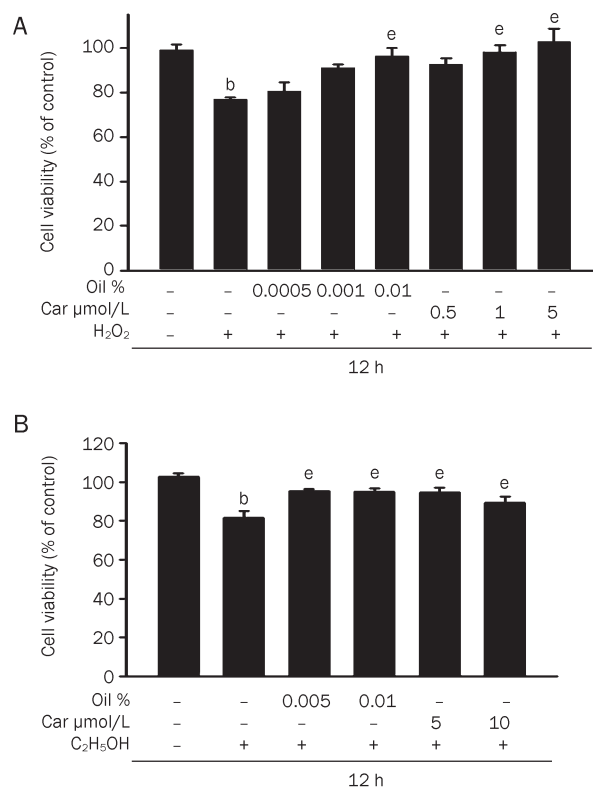 A
Cell viability (% of control)
e
e
e
b
100
80
60
40
20
0
Oil % – – 0.0005 0.001 0.01 – – –
Car μmol/L – – – – – 0.5 1 5
H₂O₂ – + + + + + + +
12 h
B
Cell viability (% of control)
120
e e e
e
b
100
80
60
40
20
0
Oil % – – 0.005 0.01 – –
Car μmol/L – – – – 5 10
C₂H₅OH – + + + + +
12 h